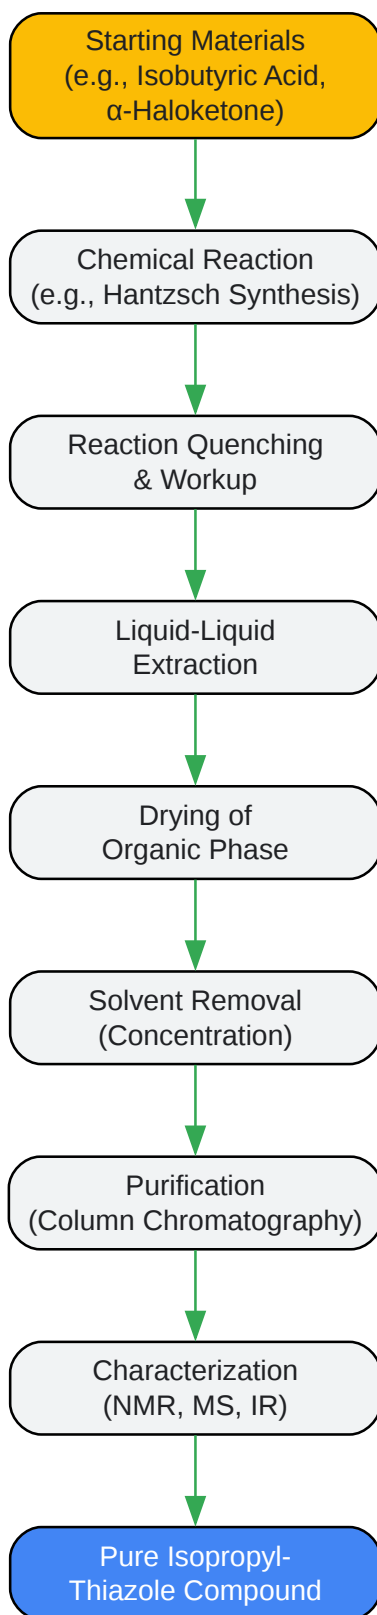 Starting Materials
(e.g., Isobutyric Acid,
α-Haloketone)
Chemical Reaction
(e.g., Hantzsch Synthesis)
Reaction Quenching
& Workup
Liquid-Liquid
Extraction
Drying of
Organic Phase
Solvent Removal
(Concentration)
Purification
(Column Chromatography)
Characterization
(NMR, MS, IR)
Pure Isopropyl-
Thiazole Compound